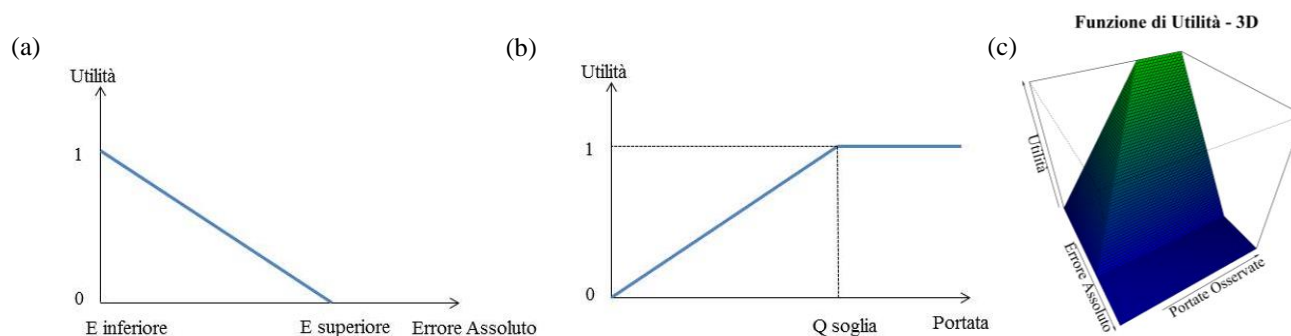 (a)
Utilità
1
0
E inferiore
E superiore
Errore Assoluto
(b)
Utilità
1
0
Q soglia
Portata
(c)
Funzione di Utilità - 3D
Utilità
Errore Assoluto
Portate Osservate